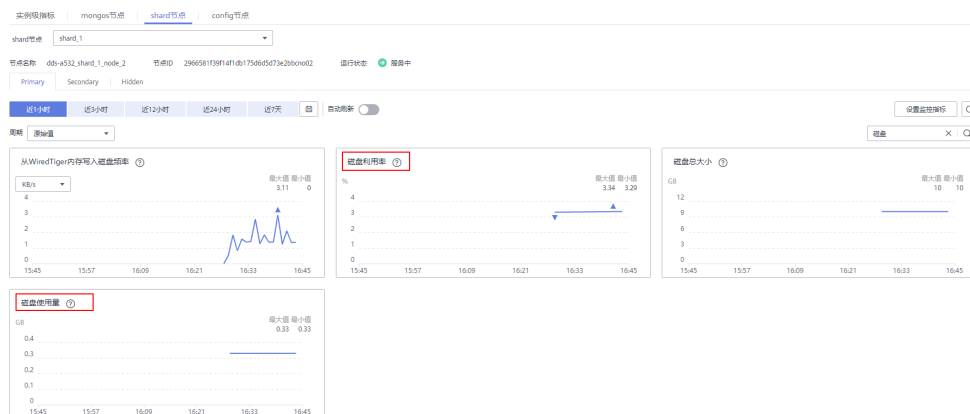 实例级指标 mongos节点 shard节点 config节点
shard节点 shard_1
节点名称 dds-a532_shard_1_node_2 节点ID 2966581f39f14f1db175d6d5d73e2bbcno02 运行状态 服务中
Primary Secondary Hidden
近1小时 近3小时 近12小时 近24小时 近7天 自动刷新 设置监控指标
周期 原始值 磁盘
从WiredTiger内存写入磁盘频率
KB/s
最大值 最小值
3.11 0
4
3
2
1
0
15:45 15:57 16:09 16:21 16:33 16:45
磁盘利用率
%
最大值 最小值
3.34 3.29
4
3
2
1
0
15:45 15:57 16:09 16:21 16:33 16:45
磁盘总大小
GB
最大值 最小值
10 10
12
9
6
3
0
15:45 15:57 16:09 16:21 16:33 16:45
磁盘使用量
GB
最大值 最小值
0.33 0.33
0.4
0.3
0.2
0.1
0
15:45 15:57 16:09 16:21 16:33 16:45